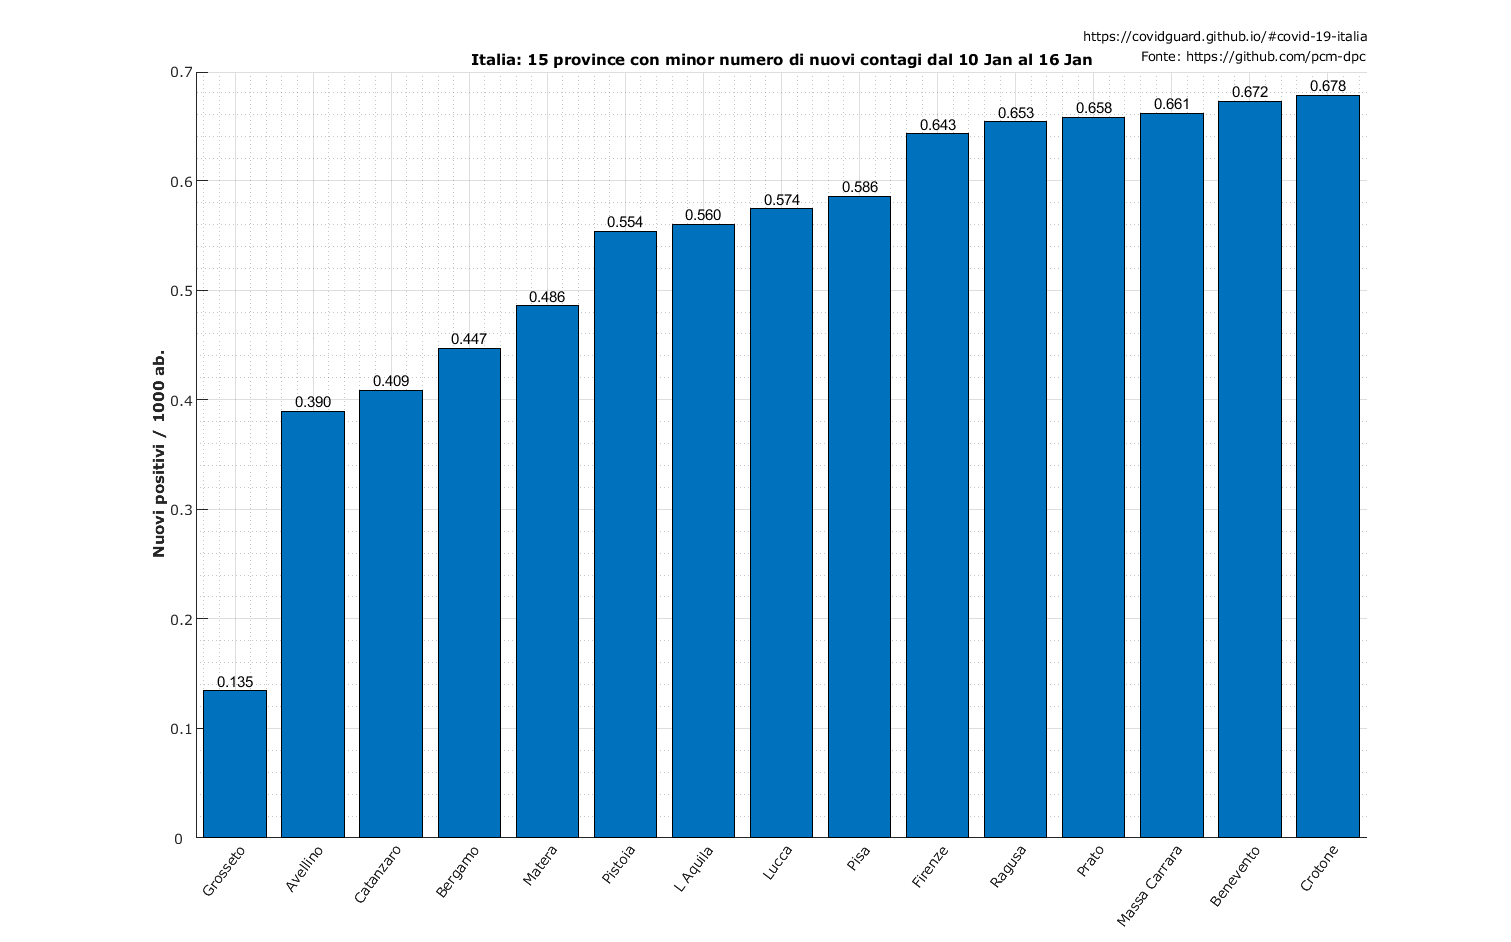 https://covidguard.github.io/#covid-19-italia
Fonte: https://github.com/pcm-dpc
Italia: 15 province con minor numero di nuovi contagi dal 10 Jan al 16 Jan
Nuovi positivi / 1000 ab.
0.7
0.6
0.5
0.4
0.3
0.2
0.1
0
0.135
0.390
0.409
0.447
0.486
0.554
0.560
0.574
0.586
0.643
0.653
0.658
0.661
0.672
0.678
Grosseto
Avellino
Catanzaro
Bergamo
Matera
Pistoia
L Aquila
Lucca
Pisa
Firenze
Ragusa
Prato
Massa Carrara
Benevento
Crotone